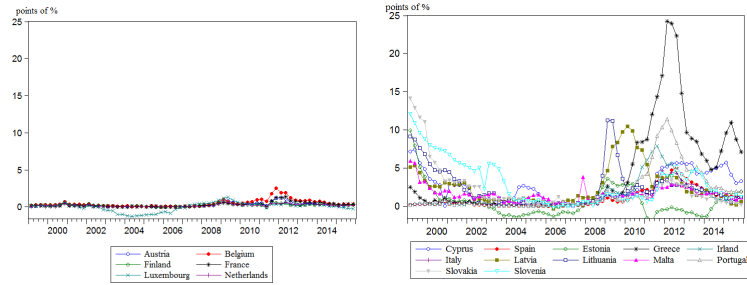 points of %
25
20
15
10
5
0
2000 2002 2004 2006 2008 2010 2012 2014
Austria Belgium
Finland France
Luxembourg Netherlands
points of %
25
20
15
10
5
0
2000 2002 2004 2006 2008 2010 2012 2014
Cyprus Spain Estonia Greece Irland
Italy Latvia Lithuania Malta Portugal
Slovakia Slovenia